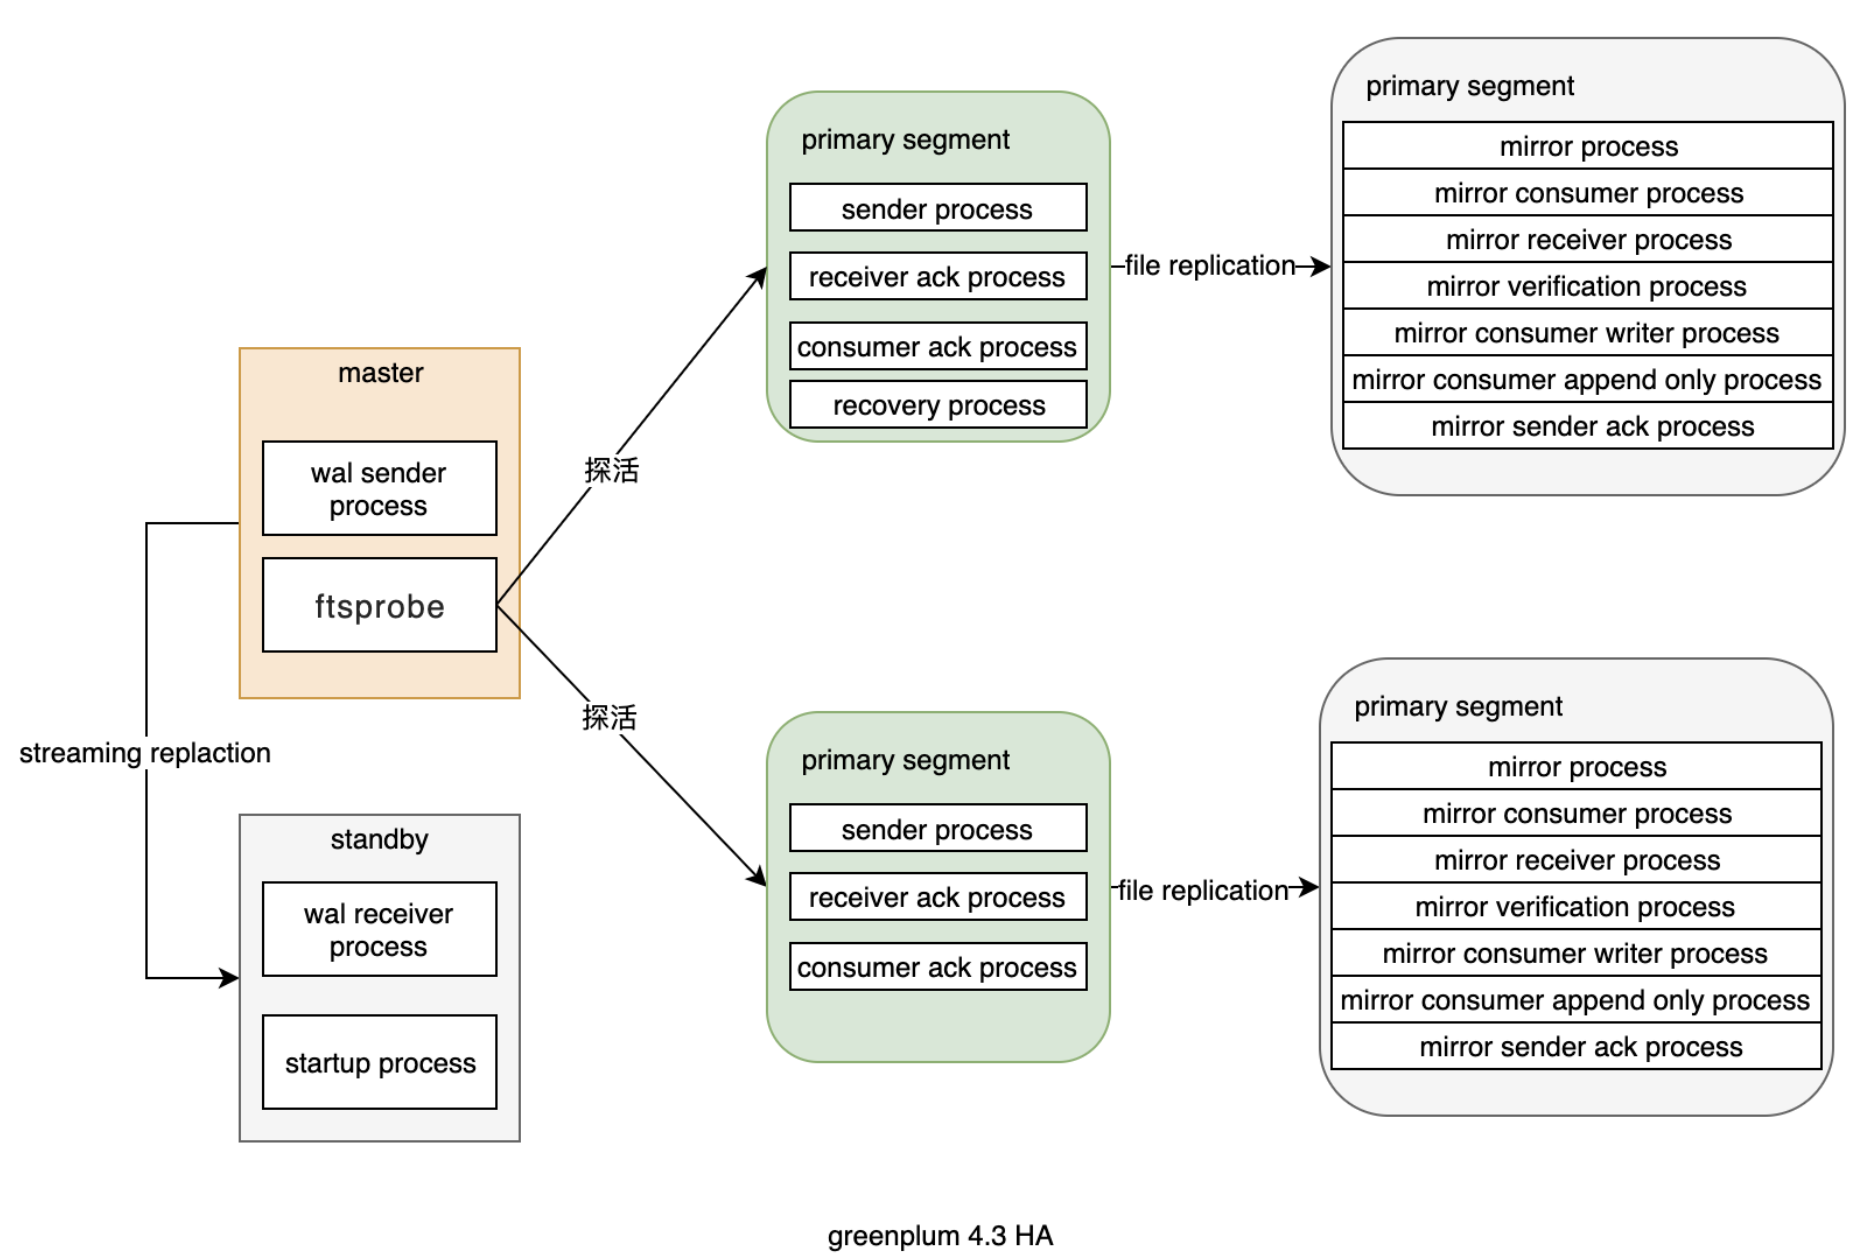 master
wal sender
process
ftsprobe
streaming replaction
standby
wal receiver
process
startup process
探活
探活
primary segment
sender process
receiver ack process
consumer ack process
recovery process
file replication
primary segment
mirror process
mirror consumer process
mirror receiver process
mirror verification process
mirror consumer writer process
mirror consumer append only process
mirror sender ack process
primary segment
sender process
receiver ack process
consumer ack process
file replication
primary segment
mirror process
mirror consumer process
mirror receiver process
mirror verification process
mirror consumer writer process
mirror consumer append only process
mirror sender ack process
greenplum 4.3 HA